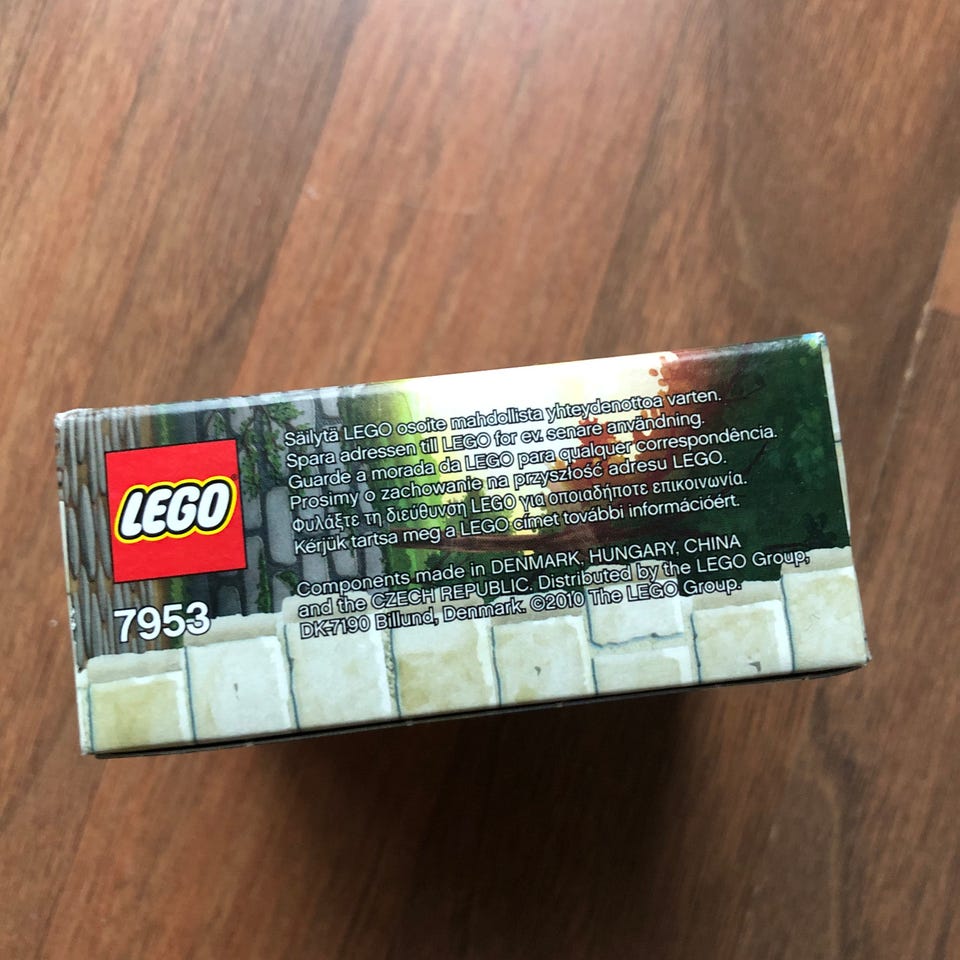 LEGO
7953
Säilytä LEGO osoite mahdollista yhteydenottoa varten.
Spara adressen till LEGO for ev. senare användning.
Guarde a morada da LEGO para qualquer correspondência.
Prosimy o zachowanie na przyszłość adresu LEGO.
Φυλάξτε τη διεύθυνση LEGO για οποιαδήποτε επικοινωνία.
Kérjük tartsa meg a LEGO címet további információért.
Components made in DENMARK, HUNGARY, CHINA
and the CZECH REPUBLIC. Distributed by the LEGO Group,
DK-7190 Billund, Denmark. ©2010 The LEGO Group.